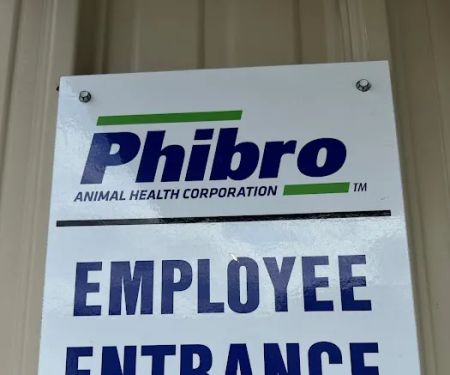 Phibro
ANIMAL HEALTH CORPORATION TM
EMPLOYEE
ENTRANCE